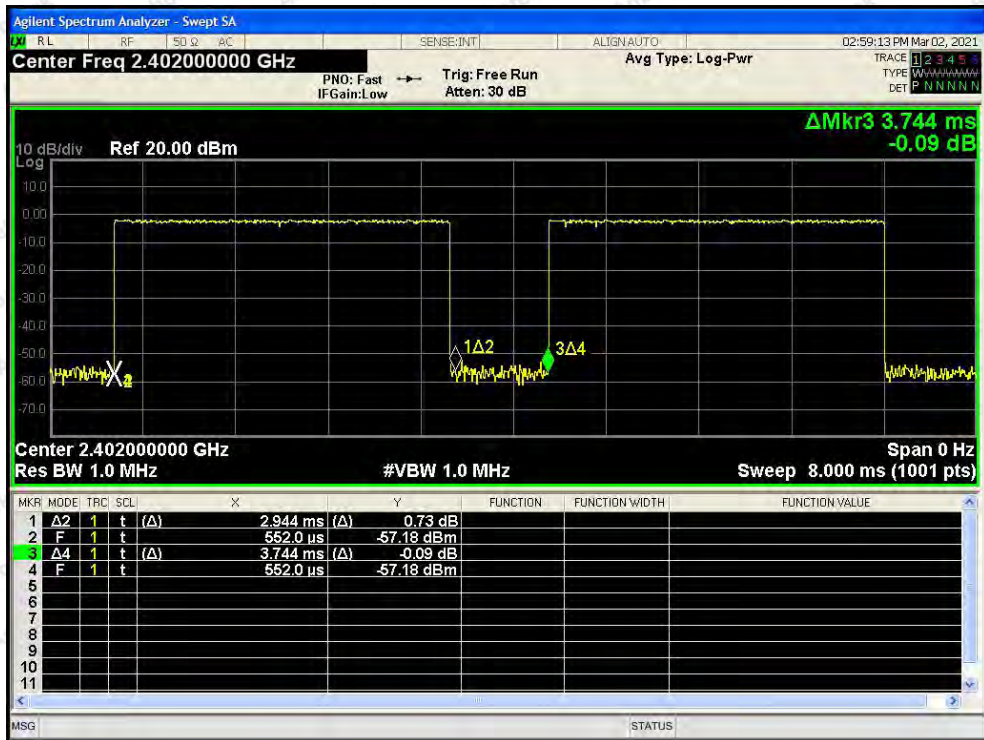 Agilent Spectrum Analyzer - Swept SA
LXI RL RF 50 Ω AC SENSE:INT ALIGNAUTO 02:59:13 PM Mar 02, 2021
Center Freq 2.402000000 GHz
PNO: Fast
IFGain:Low
Trig: Free Run
Atten: 30 dB
Avg Type: Log-Pwr
TRACE 1 2 3 4 5 6
TYPE WWWWWWW
DET P N N N N N
ΔMkr3 3.744 ms
-0.09 dB
10 dB/div Ref 20.00 dBm
Log
10.0
0.00
-10.0
-20.0
-30.0
-40.0
-50.0
-60.0
-70.0
1Δ2
3Δ4
Center 2.402000000 GHz Span 0 Hz
Res BW 1.0 MHz #VBW 1.0 MHz Sweep 8.000 ms (1001 pts)
MKR MODE TRC SCL X Y FUNCTION FUNCTION WIDTH FUNCTION VALUE
1 Δ2 1 t (Δ) 2.944 ms (Δ) 0.73 dB
2 F 1 t 552.0 µs -57.18 dBm
3 Δ4 1 t (Δ) 3.744 ms (Δ) -0.09 dB
4 F 1 t 552.0 µs -57.18 dBm
5
6
7
8
9
10
11
MSG STATUS